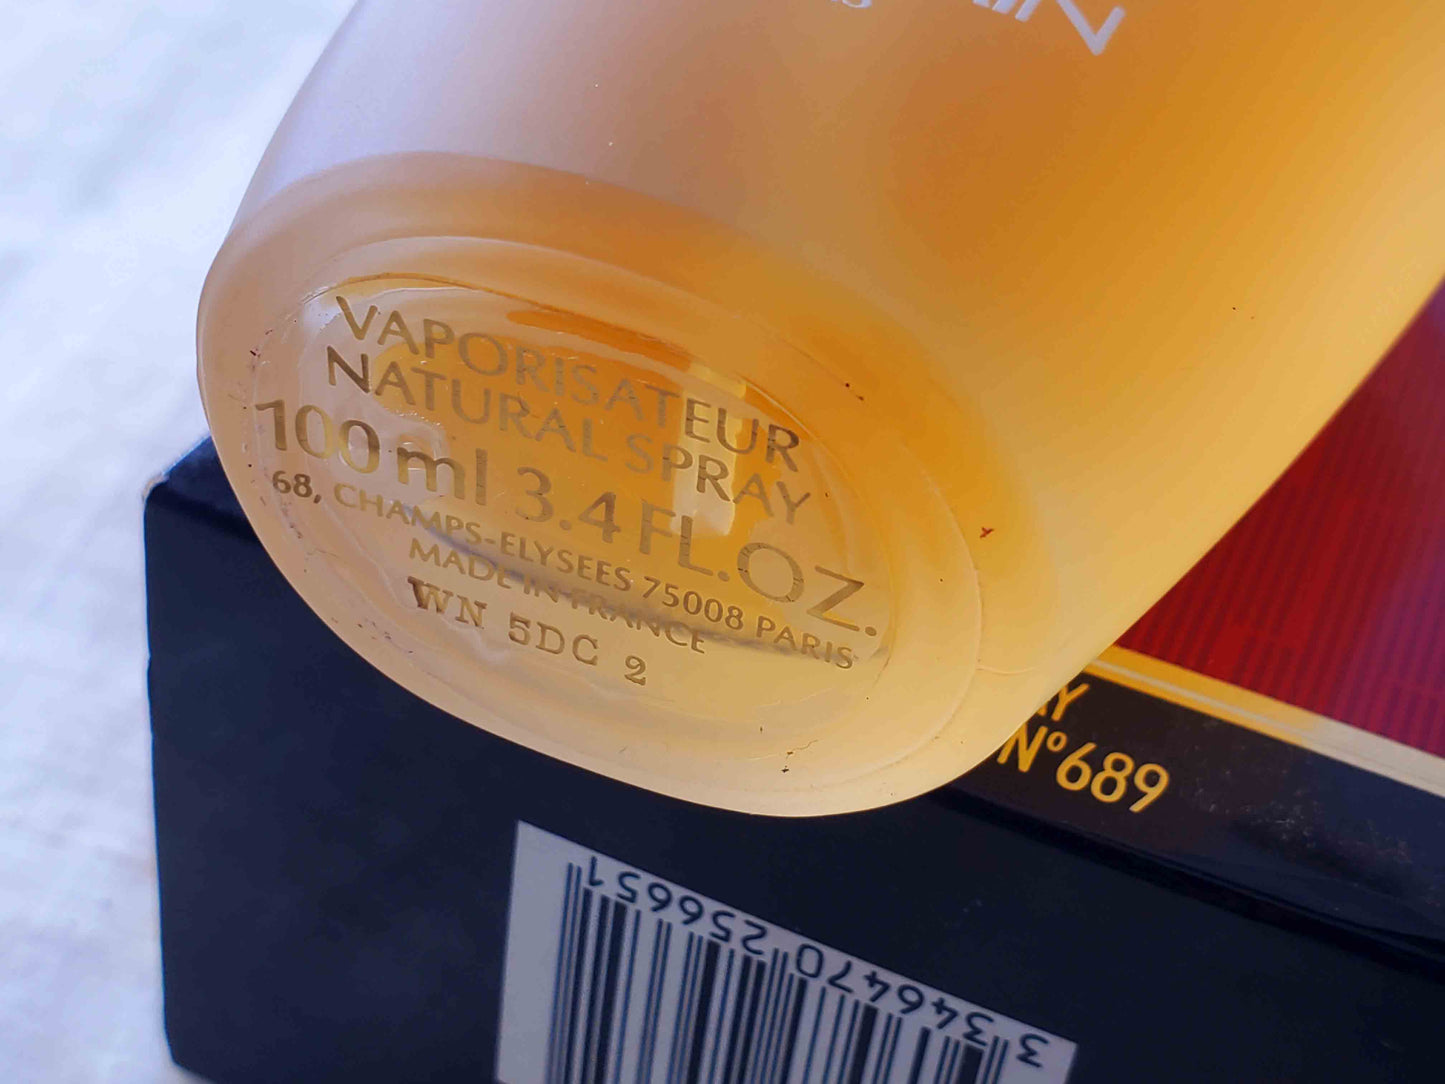 VAPORISATEUR
NATURAL SPRAY
100 ml 3.4 FL.OZ.
68, CHAMPS-ELYSEES 75008 PARIS
MADE IN FRANCE
WN 5DC 2
N°689
3 346470 256651